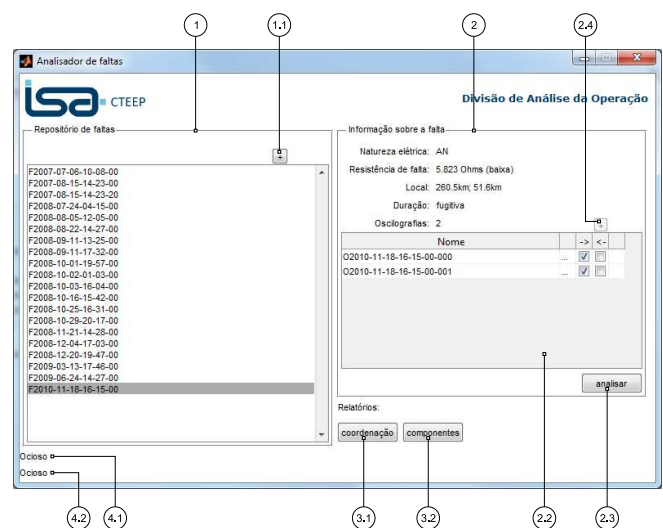 1
1.1
2
2.4
Analisador de faltas
isa CTEEP
Divisão de Análise da Operação
Repositório de faltas
+
F2007-07-06-10-08-00
F2007-08-15-14-23-00
F2007-08-15-14-23-20
F2008-07-24-04-15-00
F2008-08-05-12-05-00
F2008-08-22-14-27-00
F2008-09-11-13-25-00
F2008-09-11-17-32-00
F2008-10-01-19-57-00
F2008-10-02-01-03-00
F2008-10-03-16-04-00
F2008-10-16-15-42-00
F2008-10-25-16-31-00
F2008-10-29-20-17-00
F2008-11-21-14-28-00
F2008-12-04-17-03-00
F2008-12-20-19-47-00
F2009-03-13-17-46-00
F2009-06-24-14-27-00
F2010-11-18-16-15-00
Informação sobre a falta
Natureza elétrica: AN
Resistência de falta: 5.823 Ohms (baixa)
Local: 260.5km; 51.6km
Duração: fugitiva
Oscilografias: 2
+
Nome -> <-
O2010-11-18-16-15-00-000 ...
O2010-11-18-16-15-00-001 ...
analisar
Relatórios:
coordenação componentes
Ocioso
Ocioso
4.2
4.1
3.1
3.2
2.2
2.3